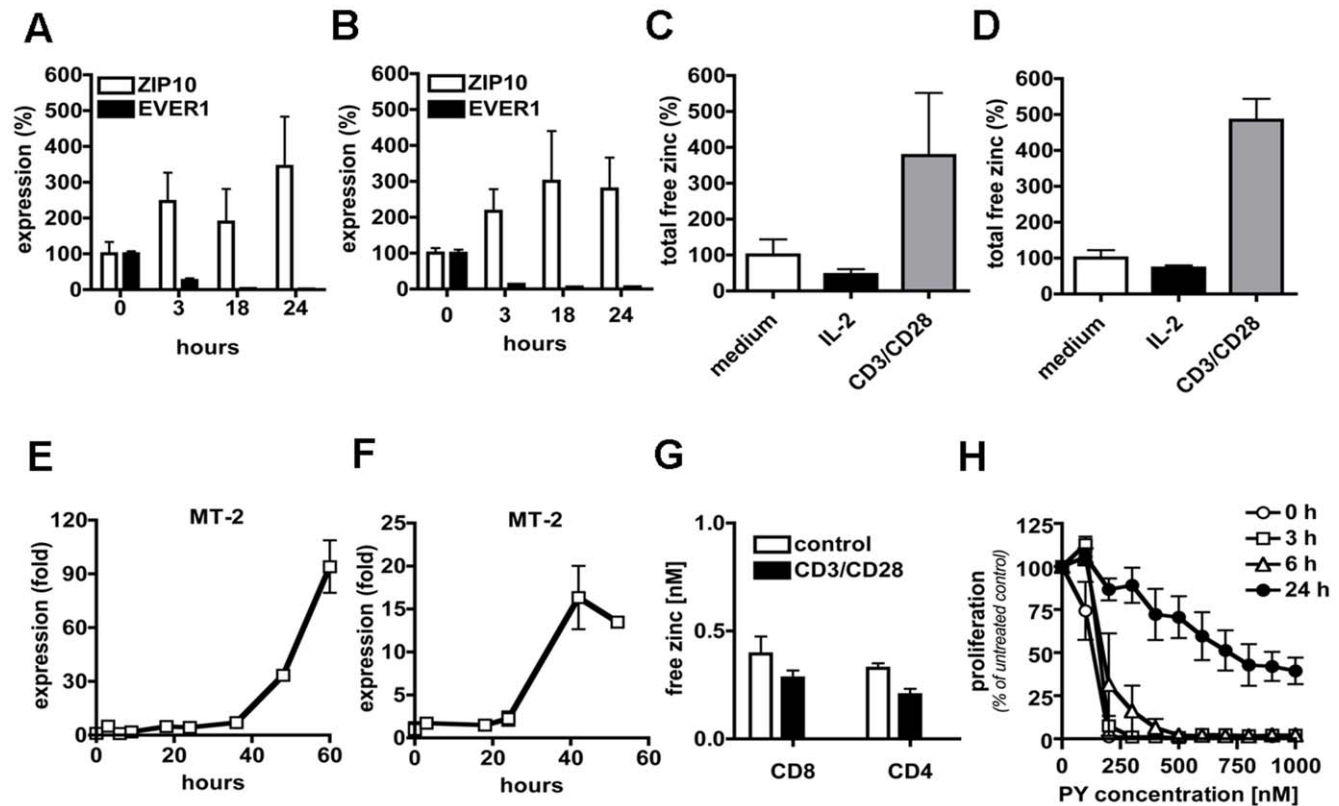 A
600
500
400
300
200
100
0
expression (%)
ZIP10
EVER1
0 3 18 24
hours
B
600
500
400
300
200
100
0
expression (%)
ZIP10
EVER1
0 3 18 24
hours
C
600
500
400
300
200
100
0
total free zinc (%)
medium
IL-2
CD3/CD28
D
600
500
400
300
200
100
0
total free zinc (%)
medium
IL-2
CD3/CD28
E
MT-2
120
90
60
30
0
expression (fold)
0 20 40 60
hours
F
MT-2
25
20
15
10
5
0
expression (fold)
0 20 40 60
hours
G
1.0
0.5
0.0
free zinc [nM]
control
CD3/CD28
CD8 CD4
H
0 h
3 h
6 h
24 h
125
100
75
50
25
0
proliferation
(% of untreated control)
0 250 500 750 1000
PY concentration [nM]